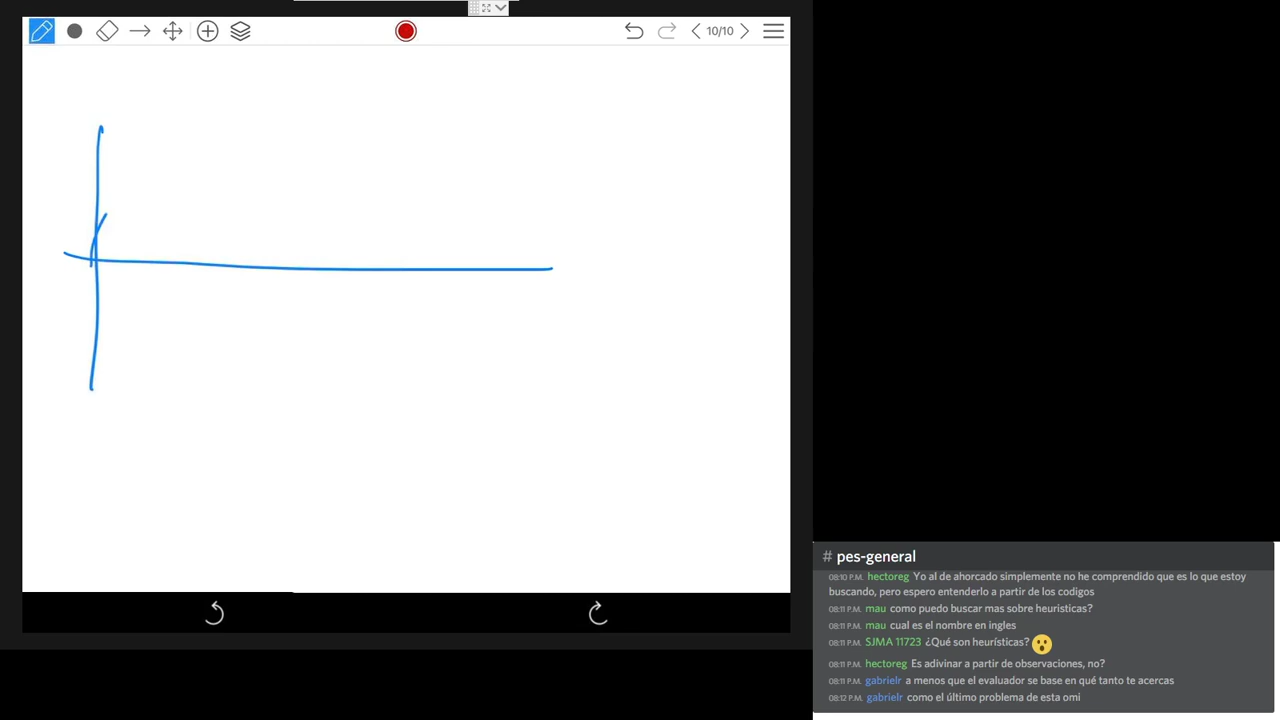 10/10
# pes-general
08:10 P.M. hectoreg Yo al de ahorcado simplemente no he comprendido que es lo que estoy
buscando, pero espero entenderlo a partir de los codigos
08:11 P.M. mau como puedo buscar mas sobre heuristicas?
08:11 P.M. mau cual es el nombre en ingles
08:11 P.M. SJMA 11723 ¿Qué son heurísticas? 😮
08:11 P.M. hectoreg Es adivinar a partir de observaciones, no?
08:11 P.M. gabrielr a menos que el evaluador se base en qué tanto te acercas
08:12 P.M. gabrielr como el último problema de esta omi